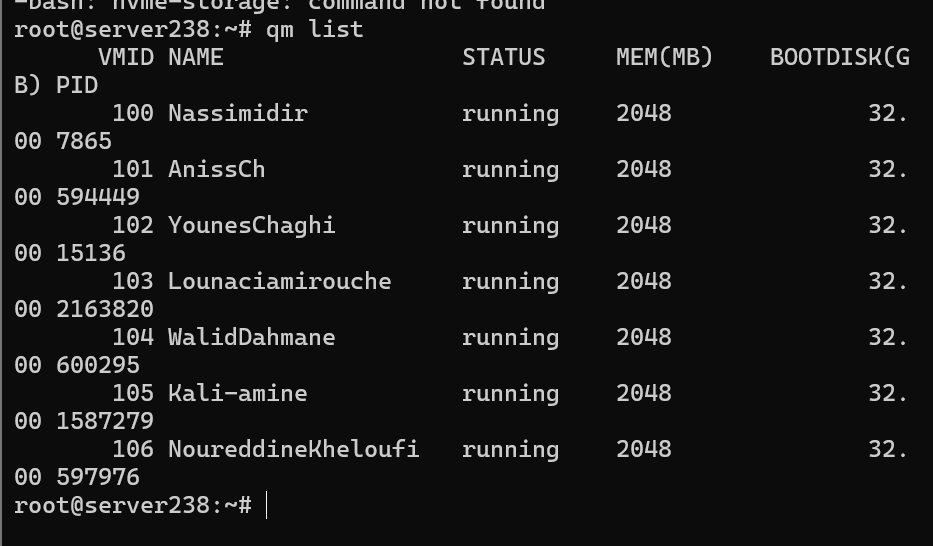 -bash: nvme-storage: command not found
root@server238:~# qm list
      VMID NAME                 STATUS     MEM(MB)    BOOTDISK(G
B) PID
       100 Nassimidir           running    2048              32.
00 7865
       101 AnissCh              running    2048              32.
00 594449
       102 YounesChaghi         running    2048              32.
00 15136
       103 Lounaciamirouche     running    2048              32.
00 2163820
       104 WalidDahmane         running    2048              32.
00 600295
       105 Kali-amine           running    2048              32.
00 1587279
       106 NoureddineKheloufi   running    2048              32.
00 597976
root@server238:~#